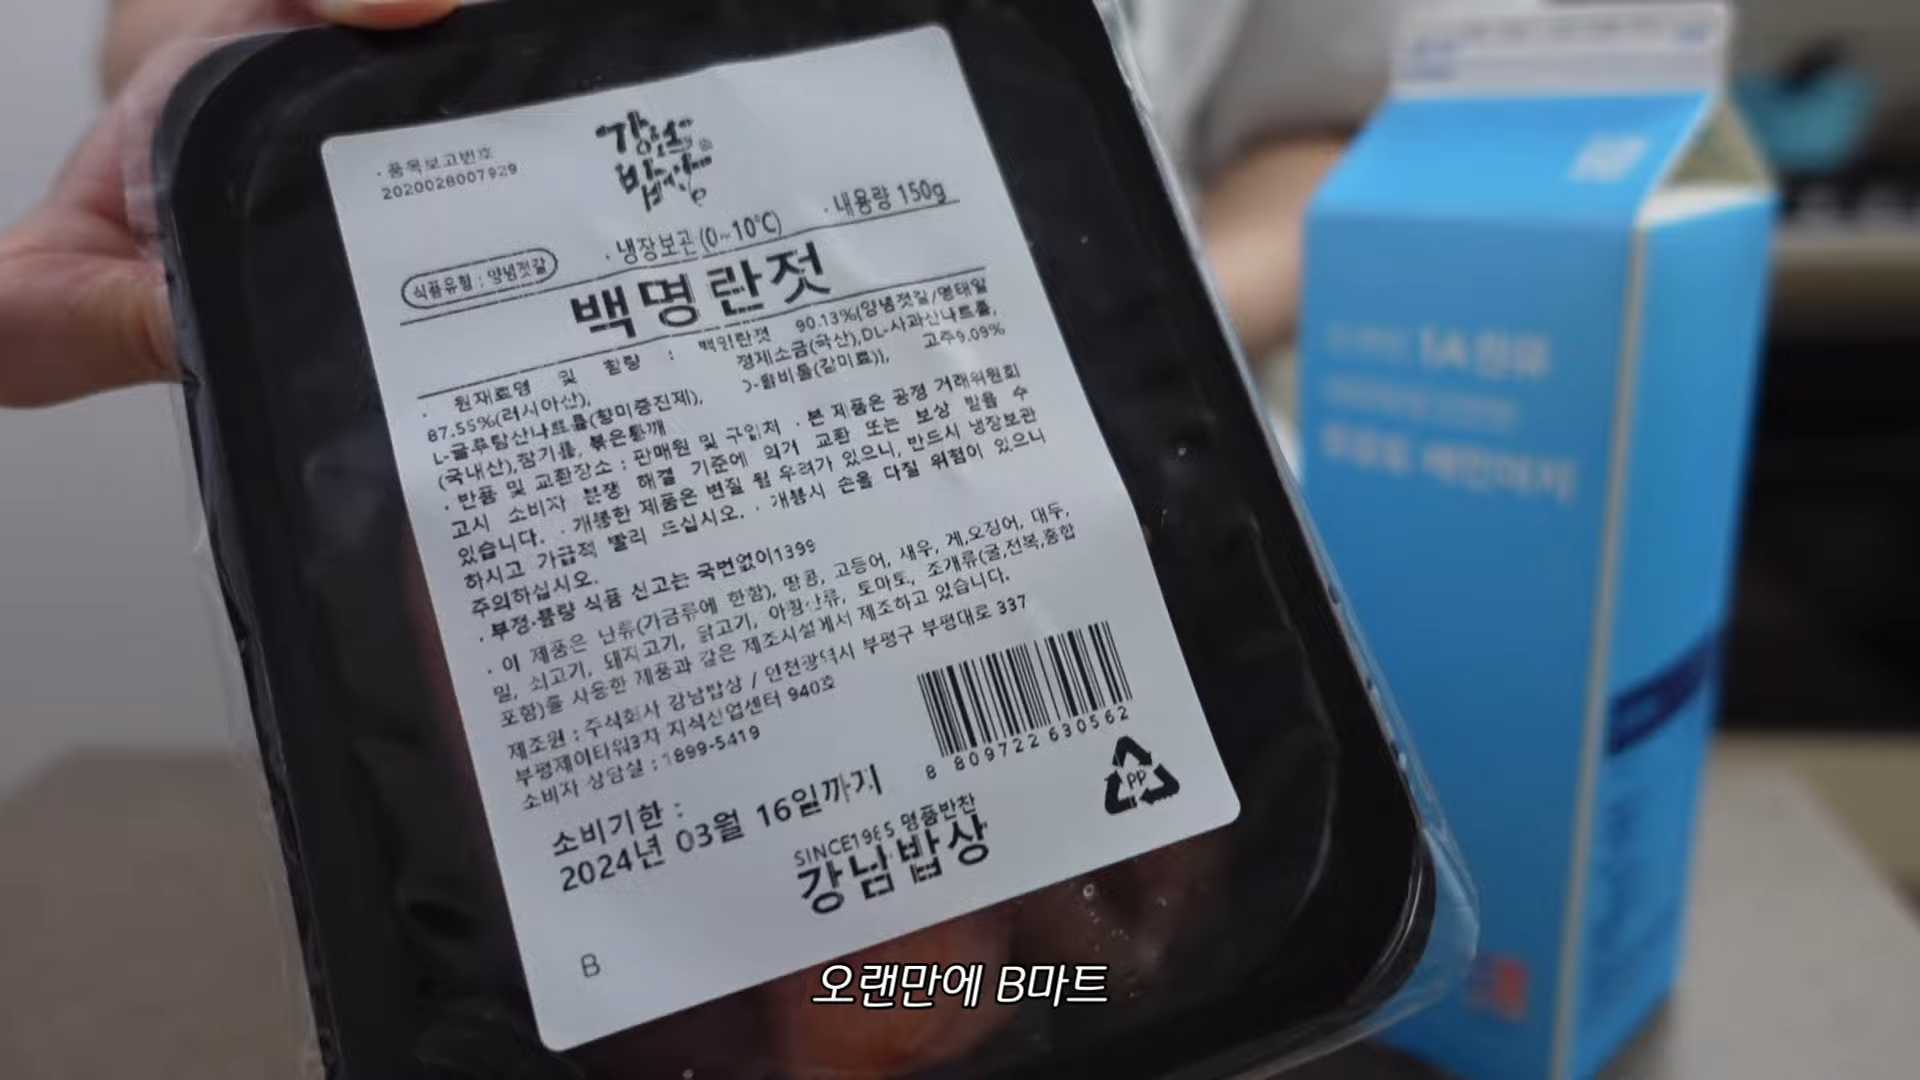 · 품목보고번호
2020028007929
강남
밥상
식품유형 : 양념젓갈
· 냉장보관 (0~10℃)
· 내용량 150g
백명란젓
· 원재료명 및 함량 : 백명란젓 90.13%(양념젓갈/명태알
87.55%(러시아산), 정제소금(국산),DL-사과산나트륨,
L-글루탐산나트륨(향미증진제), 고주9.09%
(국내산),참기름, 볶은통깨
· 반품 및 교환장소 : 판매원 및 구입처 · 본 제품은 공정 거래위원회
고시 소비자 분쟁 해결 기준에 의거 교환 또는 보상 받을 수
있습니다. · 개봉한 제품은 변질 될 우려가 있으니, 반드시 냉장보관
하시고 가급적 빨리 드십시오. · 개봉시 손을 다칠 위험이 있으니
주의하십시오.
· 부정·불량 식품 신고는 국번없이1399
· 이 제품은 난류(가금류에 한함), 땅콩, 고등어, 새우, 게,오징어, 대두,
밀, 쇠고기, 돼지고기, 닭고기, 아황산류, 토마토, 조개류(굴,전복,홍합
포함)를 사용한 제품과 같은 제조시설에서 제조하고 있습니다.
제조원 : 주식회사 강남밥상 / 인천광역시 부평구 부평대로 337
부평제이타워3차 지식산업센터 940호
소비자 상담실 : 1899-5419
8 809722 630562
PP
소비기한 :
2024년 03월 16일까지
SINCE1985 명품반찬
강남밥상
B
1A
오랜만에 B마트